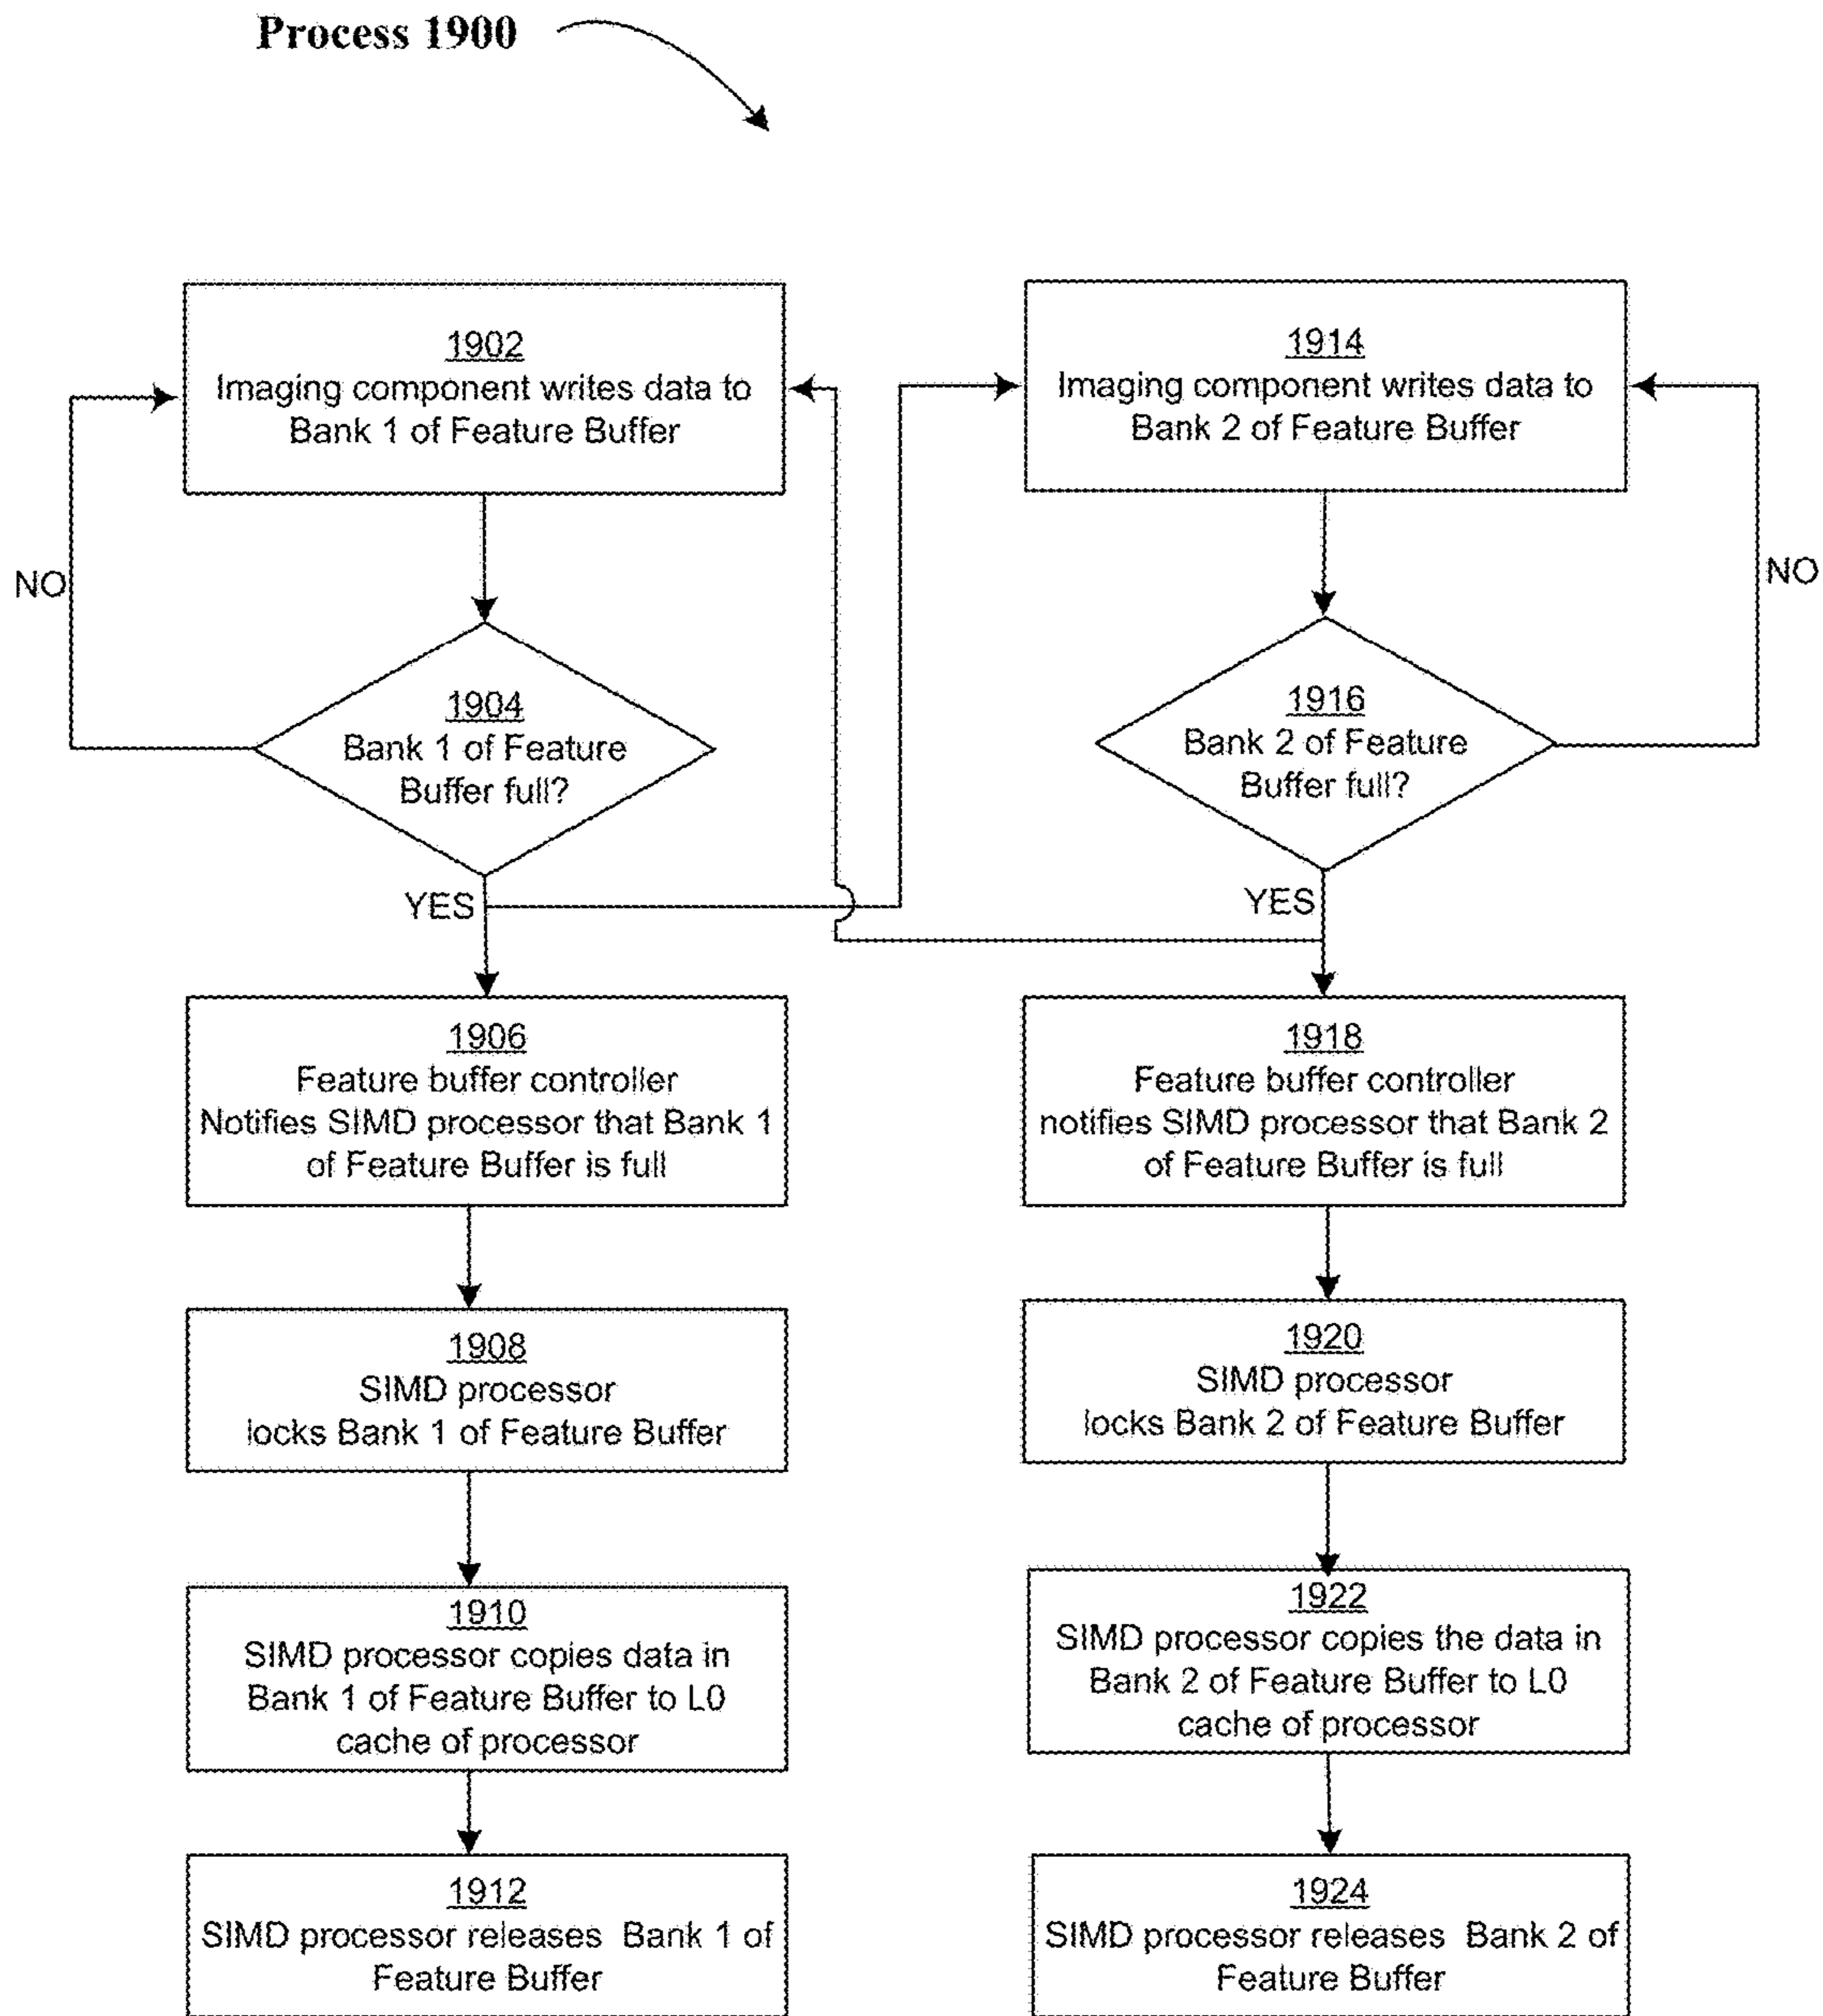 Process 1900
1902
Imaging component writes data to
Bank 1 of Feature Buffer
1914
Imaging component writes data to
Bank 2 of Feature Buffer
NO
NO
1904
Bank 1 of Feature
Buffer full?
1916
Bank 2 of Feature
Buffer full?
YES
YES
1906
Feature buffer controller
Notifies SIMD processor that Bank 1
of Feature Buffer is full
1918
Feature buffer controller
notifies SIMD processor that Bank 2
of Feature Buffer is full
1908
SIMD processor
locks Bank 1 of Feature Buffer
1920
SIMD processor
locks Bank 2 of Feature Buffer
1910
SIMD processor copies data in
Bank 1 of Feature Buffer to L0
cache of processor
1922
SIMD processor copies the data in
Bank 2 of Feature Buffer to L0
cache of processor
1912
SIMD processor releases Bank 1 of
Feature Buffer
1924
SIMD processor releases Bank 2 of
Feature Buffer